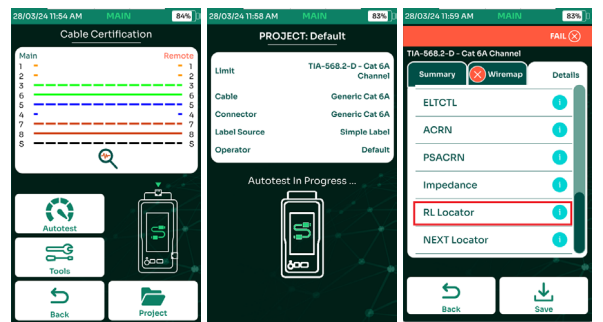 28/03/24 11:54 AM MAIN 84%
Cable Certification
Main Remote
1 1
2 2
3 3
6 6
5 5
4 4
7 7
8 8
S S
Autotest
Tools
Back Project
28/03/24 11:58 AM MAIN 83%
PROJECT: Default
Limit TIA-568.2-D - Cat 6A
Channel
Cable Generic Cat 6A
Connector Generic Cat 6A
Label Source Simple Label
Operator Default
Autotest In Progress ...
28/03/24 11:59 AM MAIN 83%
FAIL
TIA-568.2-D - Cat 6A Channel
Summary Wiremap Details
ELTCTL i
ACRN i
PSACRN i
Impedance i
RL Locator i
NEXT Locator i
Back Save